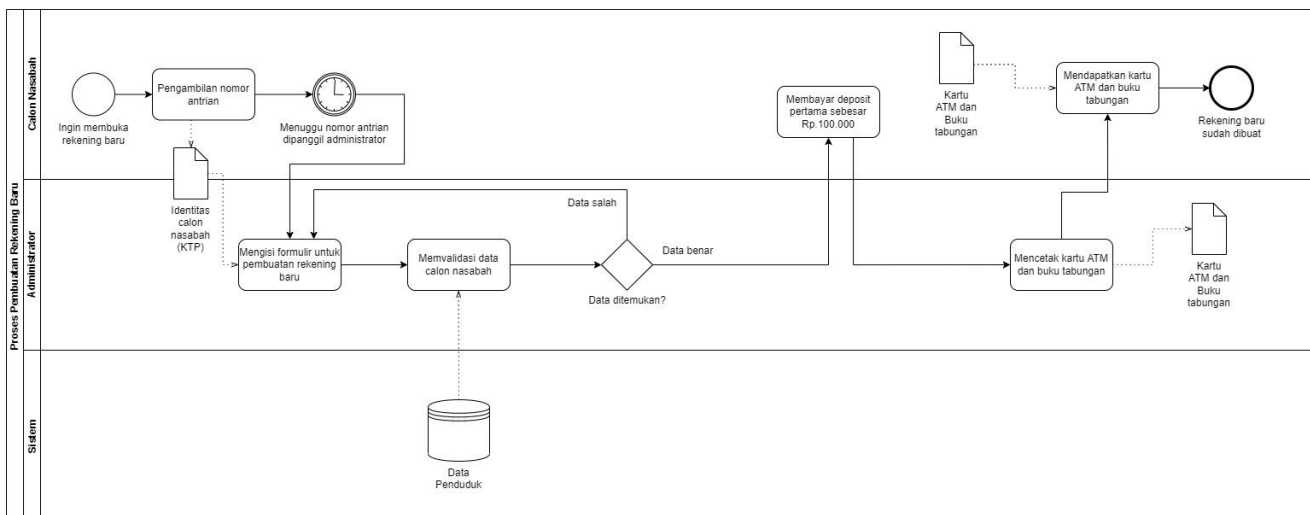 Proses Pembuatan Rekening Baru
Calon Nasabah
Ingin membuka
rekening baru
Pengambilan nomor
antrian
Menuggu nomor antrian
dipanggil administrator
Identitas
calon
nasabah
(KTP)
Membayar deposit
pertama sebesar
Rp.100.000
Kartu
ATM dan
Buku
tabungan
Mendapatkan kartu
ATM dan buku
tabungan
Rekening baru
sudah dibuat
Administrator
Mengisi formulir untuk
pembuatan rekening
baru
Memvalidasi data
calon nasabah
Data salah
Data benar
Data ditemukan?
Mencetak kartu ATM
dan buku tabungan
Kartu
ATM dan
Buku
tabungan
Sistem
Data
Penduduk